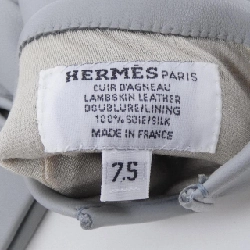 HERMÈS PARIS
CUIR D'AGNEAU
LAMBSKIN LEATHER
DOUBLURE/LINING
100% SOIE/SILK
MADE IN FRANCE
7.5